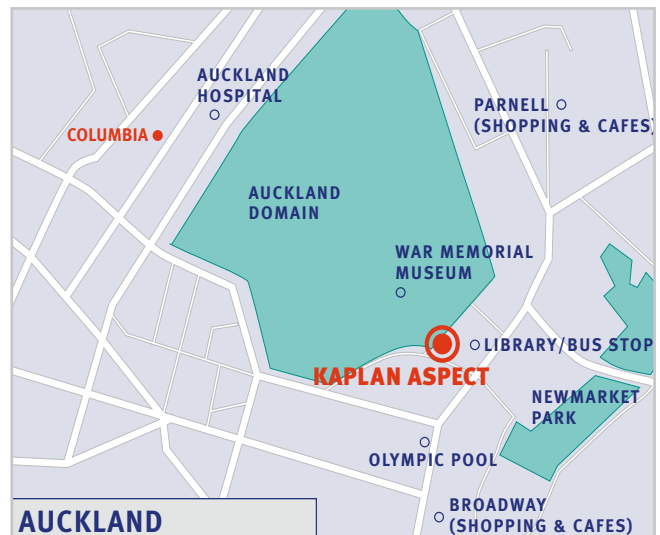 AUCKLAND
HOSPITAL
PARNELL
(SHOPPING & CAFES)
COLUMBIA
AUCKLAND
DOMAIN
WAR MEMORIAL
MUSEUM
LIBRARY/BUS STOP
KAPLAN ASPECT
NEWMARKET
PARK
OLYMPIC POOL
BROADWAY
(SHOPPING & CAFES)
AUCKLAND